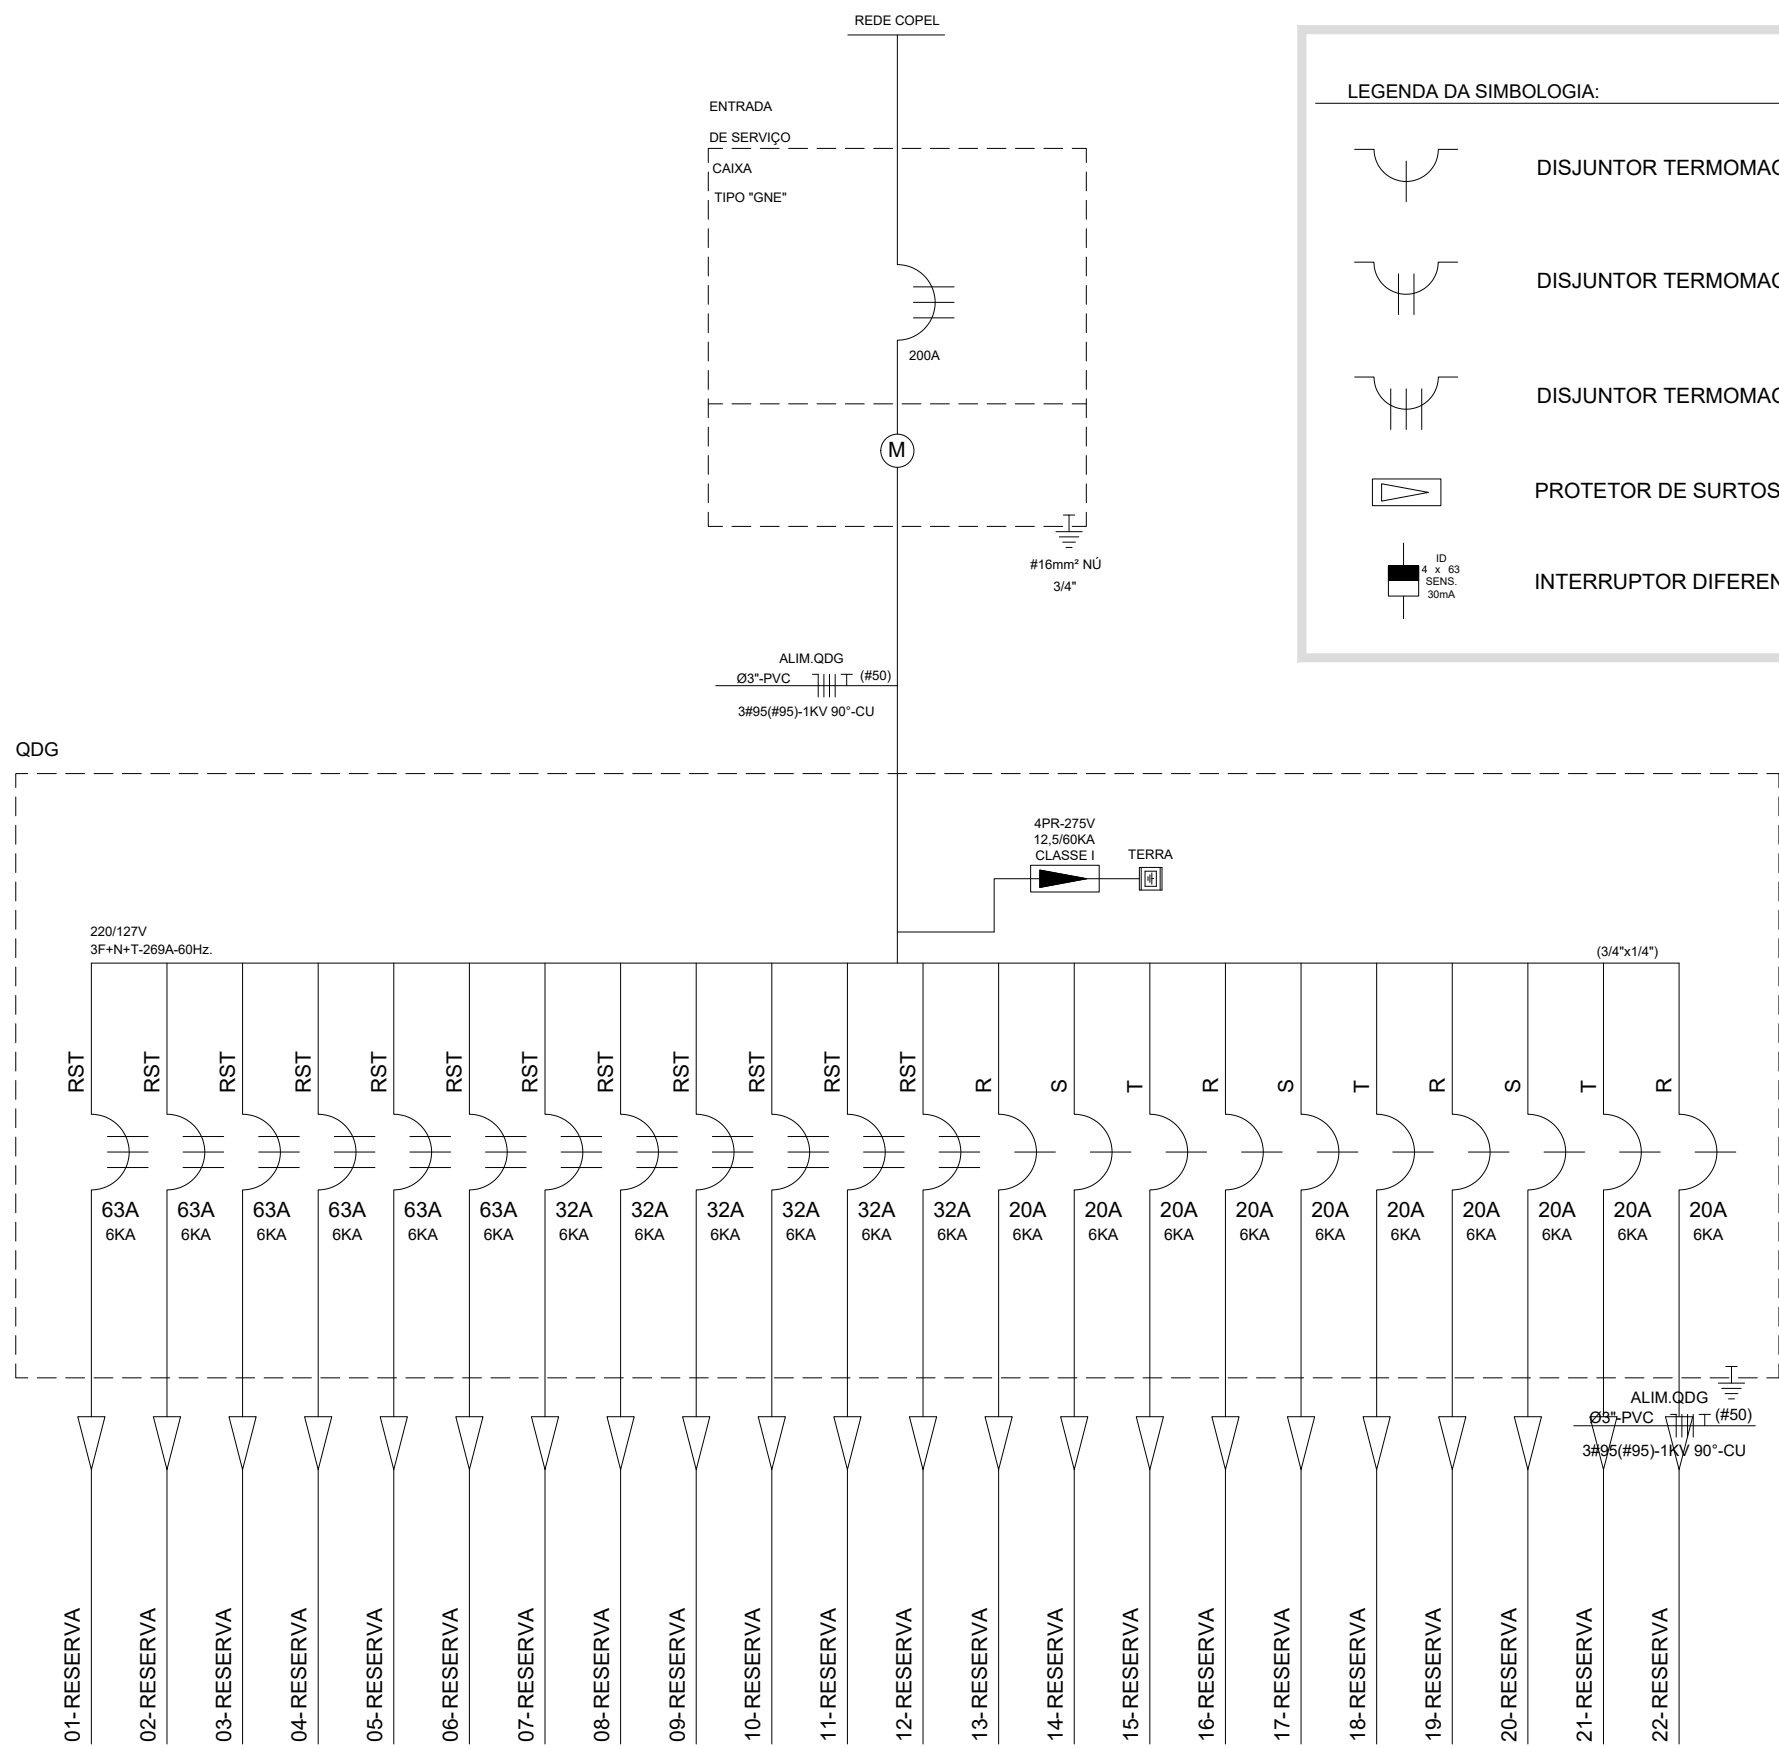 REDE COPEL
ENTRADA
DE SERVIÇO
CAIXA
TIPO "GNE"
200A
M
#16mm² NÚ
3/4"
LEGENDA DA SIMBOLOGIA:
DISJUNTOR TERMOMAG
DISJUNTOR TERMOMAG
DISJUNTOR TERMOMAG
PROTETOR DE SURTOS
ID
4 x 63
SENS.
30mA
INTERRUPTOR DIFEREN
ALIM.QDG
Ø3"-PVC (#50)
3#95(#95)-1KV 90°-CU
QDG
4PR-275V
12,5/60KA
CLASSE I
TERRA
220/127V
3F+N+T-269A-60Hz.
(3/4"x1/4")
RST RST RST RST RST RST RST RST RST RST RST RST R S T R S T R S T R
63A 63A 63A 63A 63A 63A 32A 32A 32A 32A 32A 32A 20A 20A 20A 20A 20A 20A 20A 20A 20A 20A
6KA 6KA 6KA 6KA 6KA 6KA 6KA 6KA 6KA 6KA 6KA 6KA 6KA 6KA 6KA 6KA 6KA 6KA 6KA 6KA 6KA 6KA
ALIM.QDG
Ø3"-PVC (#50)
3#95(#95)-1KV 90°-CU
01- RESERVA
02- RESERVA
03- RESERVA
04- RESERVA
05- RESERVA
06- RESERVA
07- RESERVA
08- RESERVA
09- RESERVA
10- RESERVA
11- RESERVA
12- RESERVA
13- RESERVA
14- RESERVA
15- RESERVA
16- RESERVA
17- RESERVA
18- RESERVA
19- RESERVA
20- RESERVA
21- RESERVA
22- RESERVA